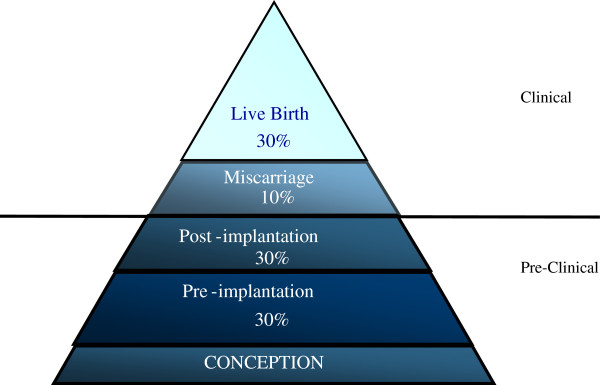 Live Birth
30%
Clinical
Miscarriage
10%
Post-implantation
30%
Pre-Clinical
Pre-implantation
30%
CONCEPTION